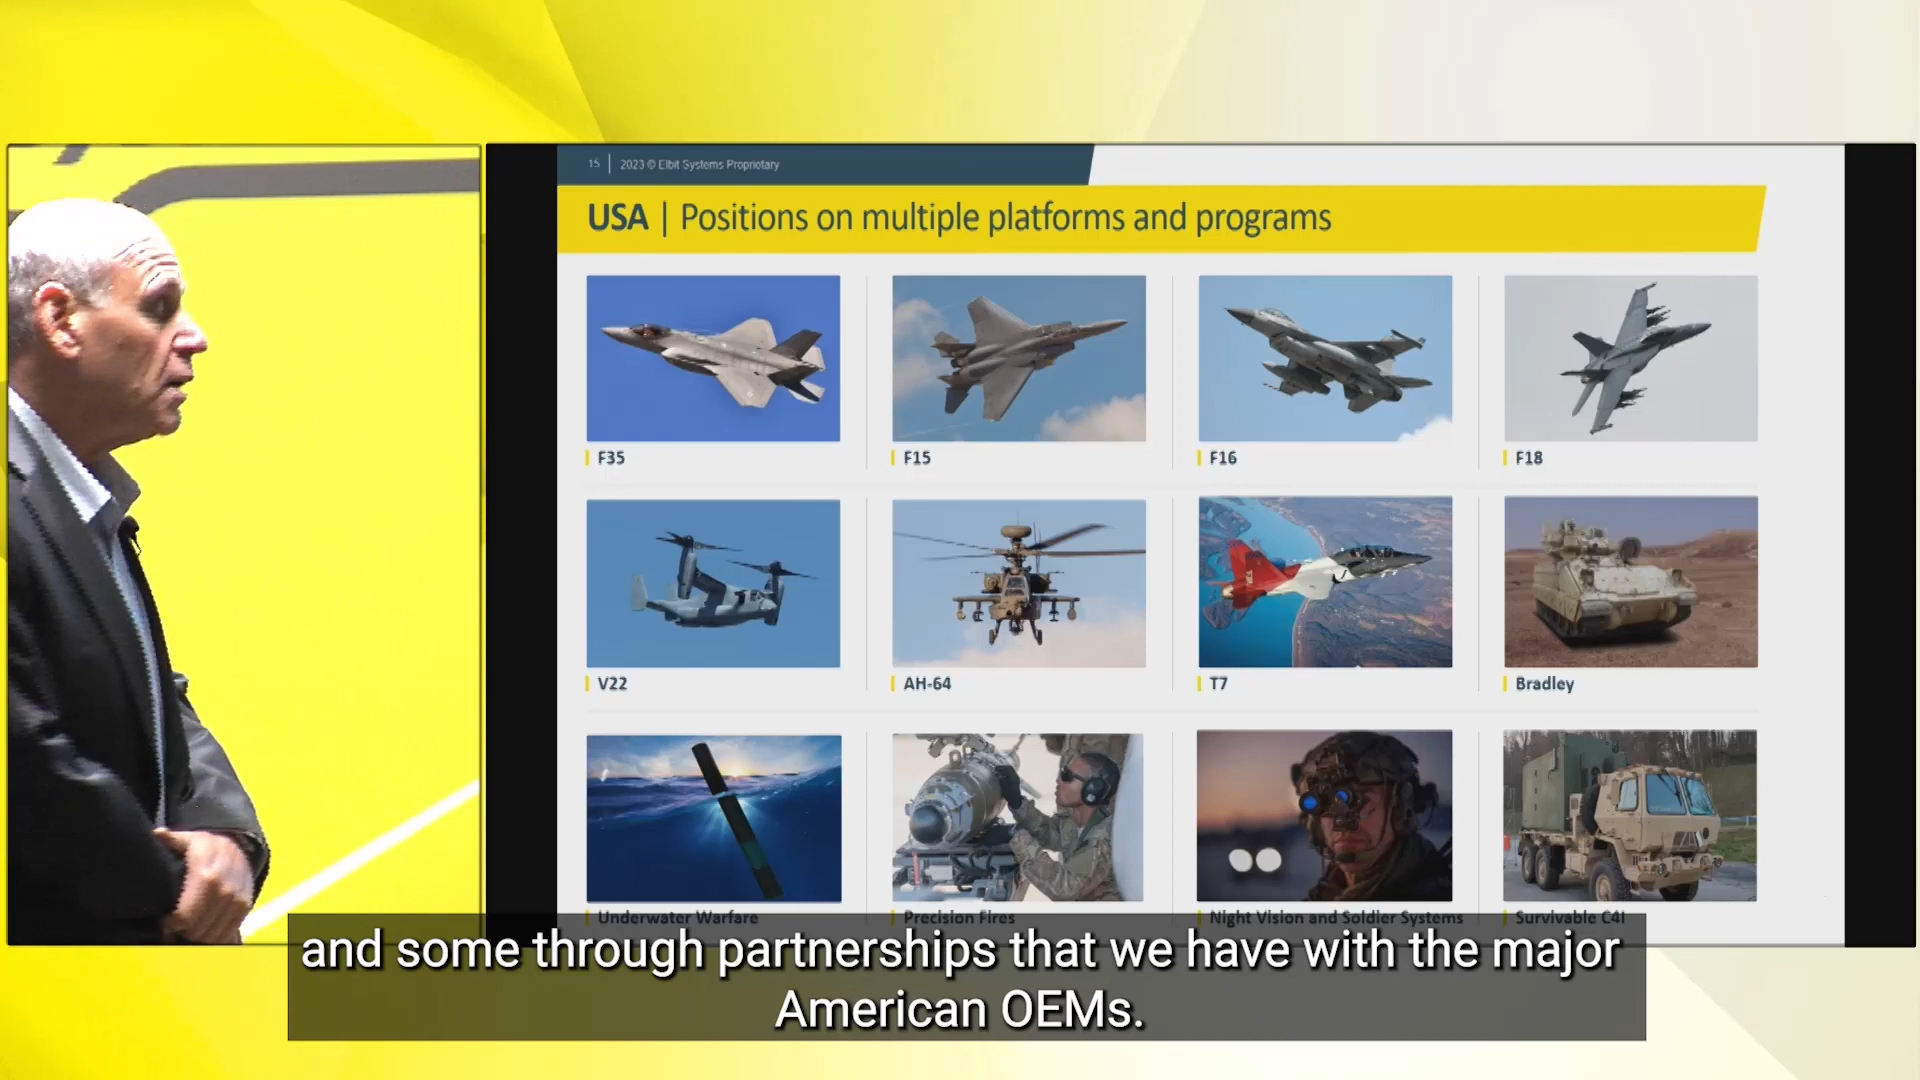 15 | 2023 © Elbit Systems Proprietary
USA | Positions on multiple platforms and programs
F35
F15
F16
F18
V22
AH-64
T7
Bradley
Underwater Warfare
Precision Fires
Night Vision and Soldier Systems
Survivable C4I
and some through partnerships that we have with the major
American OEMs.